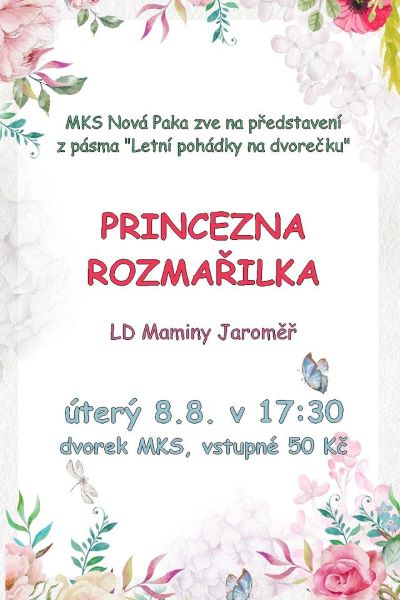 MKS Nová Paka zve na představení
z pásma "Letní pohádky na dvorečku"
PRINCEZNA
ROZMAŘILKA
LD Maminy Jaroměř
úterý 8.8. v 17:30
dvorek MKS, vstupné 50 Kč